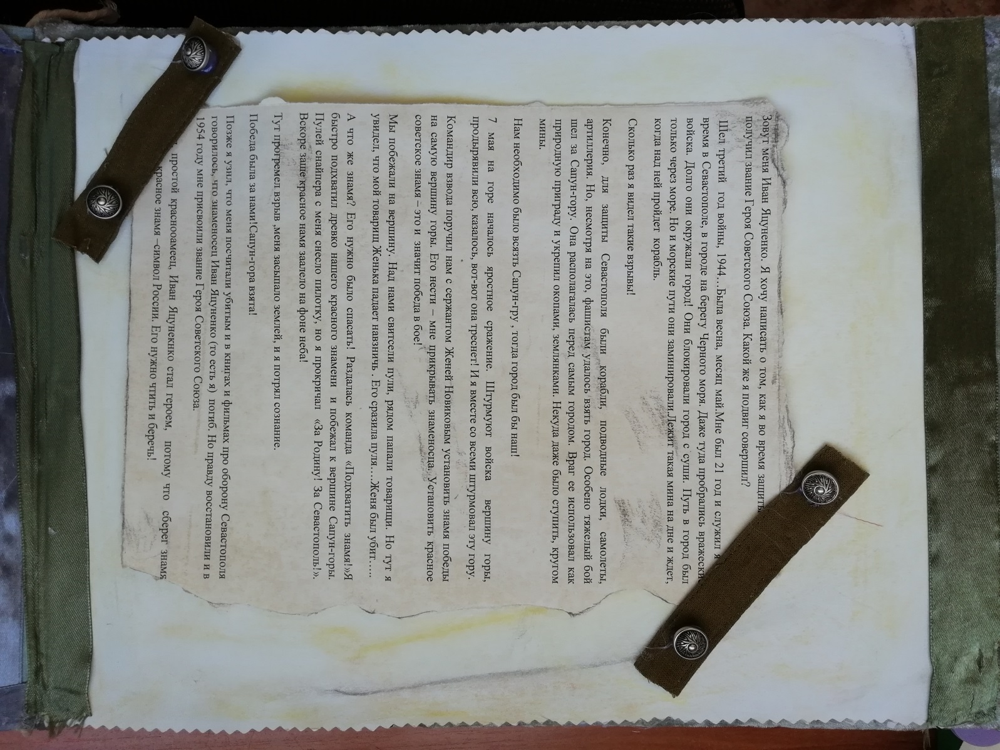 Зовут меня Иван Яцуненко. Я хочу написать о том, как я во время защиты
получил звание Героя Советского Союза. Какой же я подвиг совершил?
Шел третий год войны, 1944…Была весна, месяц май.Мне был 21 год и служил я
время в Севастополе, в городе на берегу Черного моря. Даже туда пробрались вражески
войска. Долго они окружали город! Они блокировали город с суши. Путь в город был
только через море. Но и морские пути они заминировали.Лежит такая мина на дне и ждет,
когда над ней пройдет корабль.
Сколько раз я видел такие взрывы!
Конечно, для защиты Севастополя были корабли, подводные лодки, самолеты,
артиллерия. Но, несмотря на это, фашистам удалось взять город. Особено тяжелый бой
шел за Сапун-гору. Она располагалась перед самым городом. Враг ее использовал как
природную приграду и укрепил окопами, землянками. Некуда даже было ступить, кругом
мины.
Нам необходимо было всязть Сапун-гру , тогда город был бы наш!
7 мая на горе началось яростное сражение. Штурмуют войска вершину горы,
продырявили всю, казалось, вот-вот она треснет! И я вместе со всеми штурмовал эту гору.
Командир взвода поручил нам с сержантом Женей Новиковым установить знамя победы
на самую вершину горы. Его нести – мне прикрывать знаменосца. Установить красное
советское знамя – это и значит победа в бое!
Мы побежали на вершину. Над нами свитсели пули, рядом папали товарищи. Но тут я
увидел, что мой товарищ Женька падает навзничь . Его сразила пуля….Женя был убит…..
А что же знамя? Его нужно было спасать! Раздалась команда «Подхватить знамя!»Я
быстро подхватил древко нашего красного знамени и побежал к вершине Сапун-горы.
Пулей снайпера с меня снесло пилотку, но я прокричал «За Родину! За Севастополь!».
Вскоре заше красное намя заалело на фоне неба!
Тут прогремел взрыв ,меня засыпало землей, и я потрял сознание.
Победа была за нами!Сапун-гора взята!
Позже я узнл, что меня посчитали убитым и в книгах и фильмах про оборону Севастополя
говорилось, что знаменосец Иван Яцуненко (то есть я) погиб. Но правду востановили и в
1954 году мне присвоили звание Героя Советского Союза.
простой краснооамеец, Иван Яцунекнко стал героем, потому что сберег знамя
красное знамя –символ России. Его нужно чтить и беречь!